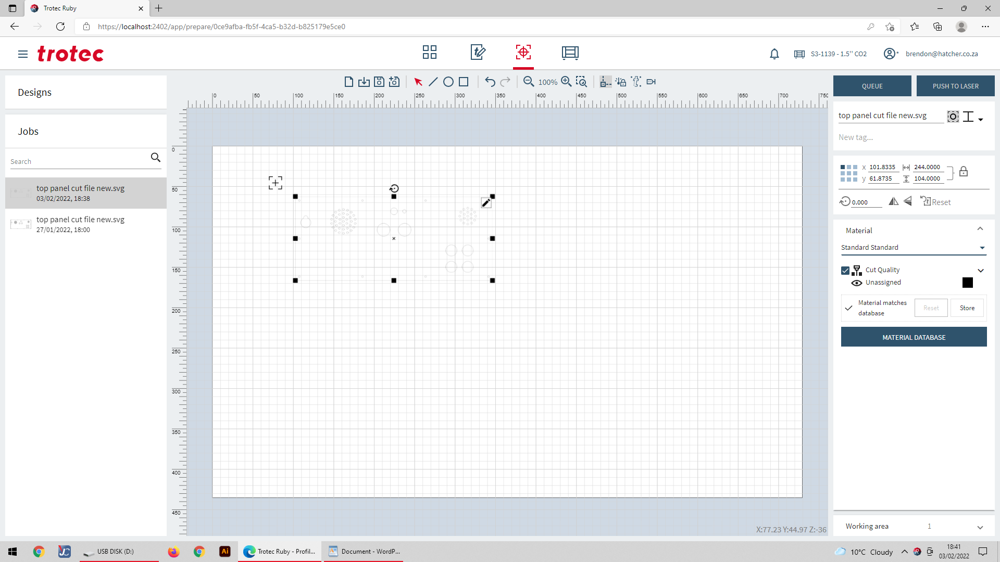 Trotec Ruby
https://localhost:2402/app/prepare/0ce9afba-fb5f-4ca5-b32d-b825179e5ce0
trotec
S3-1139 - 1.5'' CO2
brendon@hatcher.co.za
Designs
Jobs
Search
top panel cut file new.svg
03/02/2022, 18:38
top panel cut file new.svg
27/01/2022, 18:00
100%
0 50 100 150 200 250 300 350 400 450 500 550 600 650 700 750
0
50
100
150
200
250
300
350
400
450
X:77.23 Y:44.97 Z:-36
QUEUE
PUSH TO LASER
top panel cut file new.svg
New tag...
x 101.8335 244.0000
y 61.8735 104.0000
0.000 Reset
Material
Standard Standard
Cut Quality
Unassigned
Material matches
database
Reset
Store
MATERIAL DATABASE
Working area 1
USB DISK (D:)
Ai
Trotec Ruby - Profil...
Document - WordP...
10°C Cloudy
18:41
03/02/2022